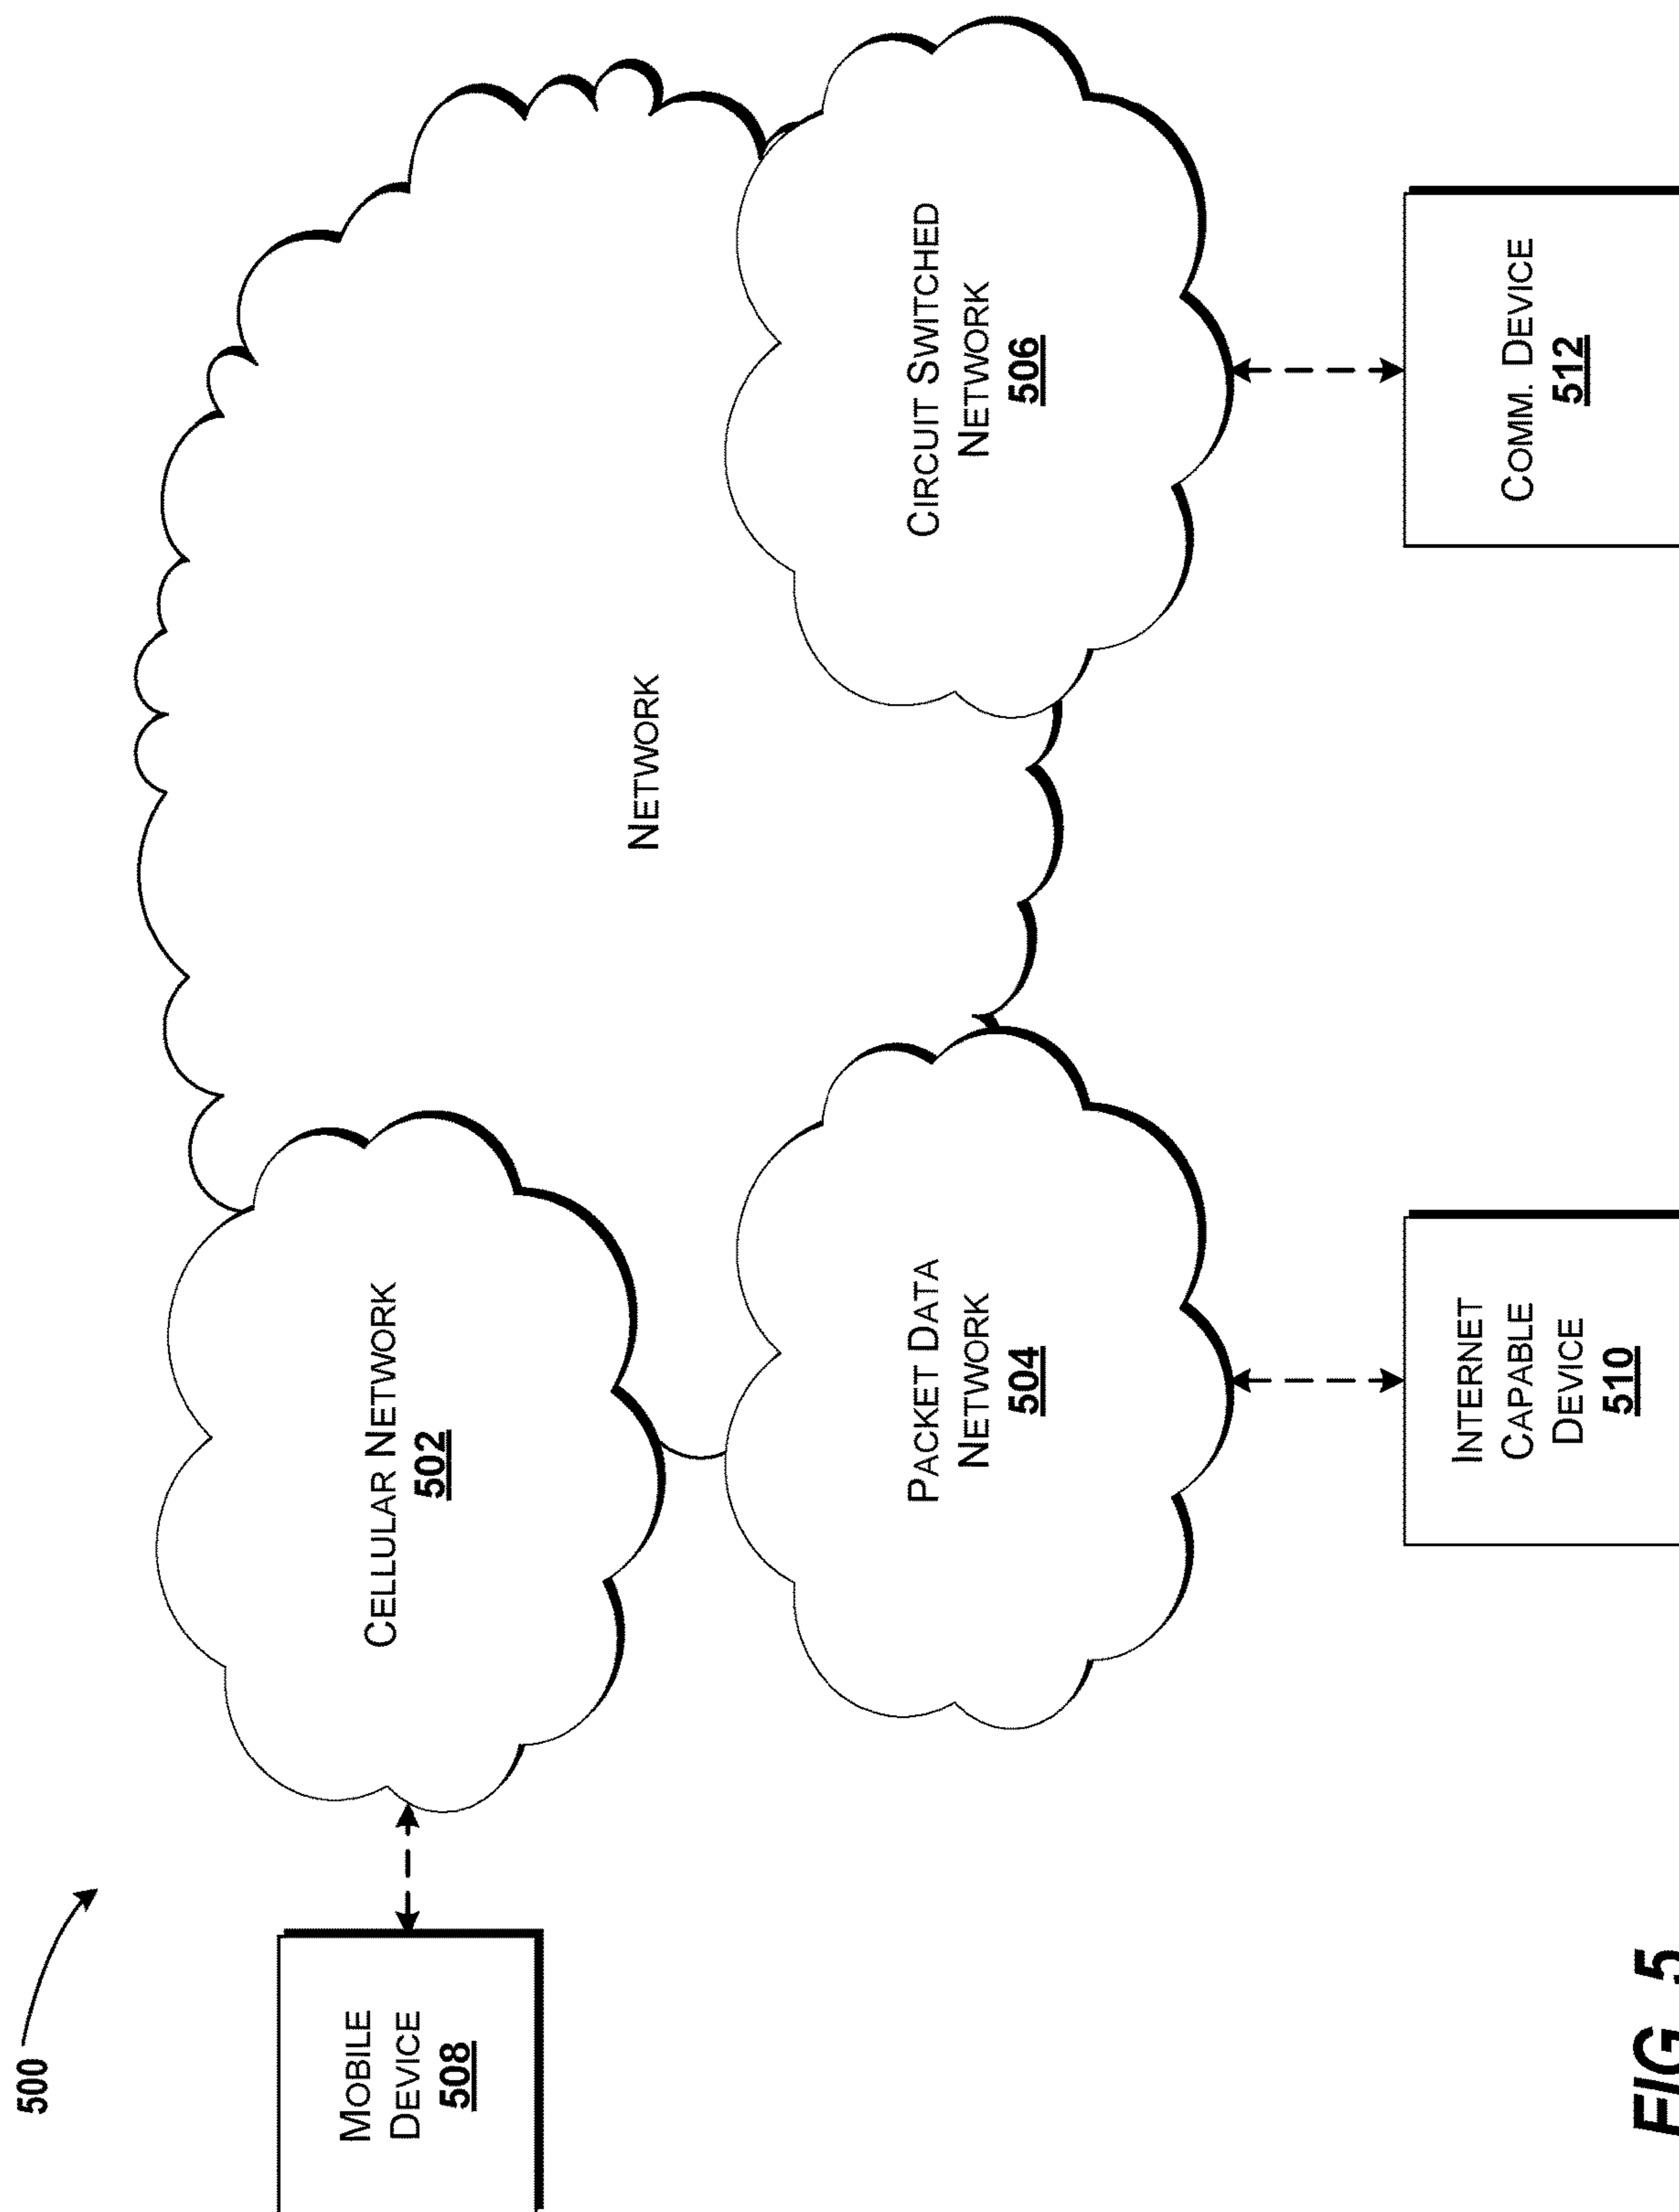 500
MOBILE
DEVICE
508
CELLULAR NETWORK
502
NETWORK
PACKET DATA
NETWORK
504
CIRCUIT SWITCHED
NETWORK
506
INTERNET
CAPABLE
DEVICE
510
COMM. DEVICE
512
FIG. 5